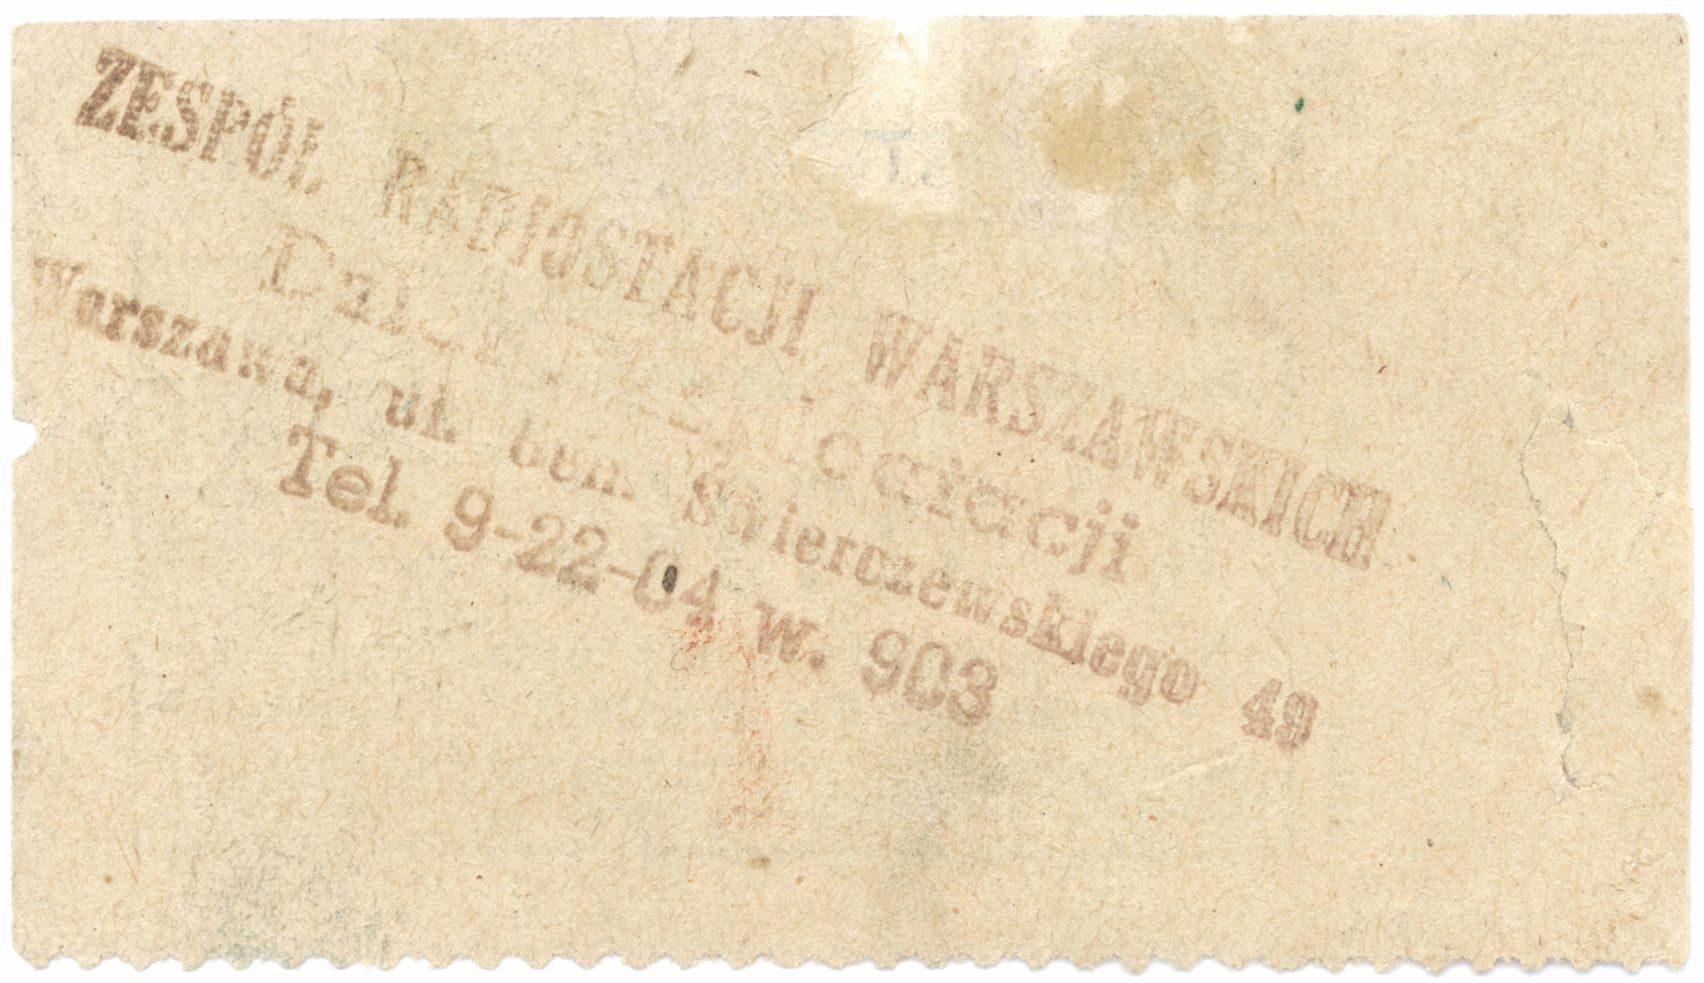 ZESPÓŁ RADIOSTACJI WARSZAWSKICH
Warszawa, ul. Gen. Świerczewskiego 49
Tel. 9-22-04 w. 903